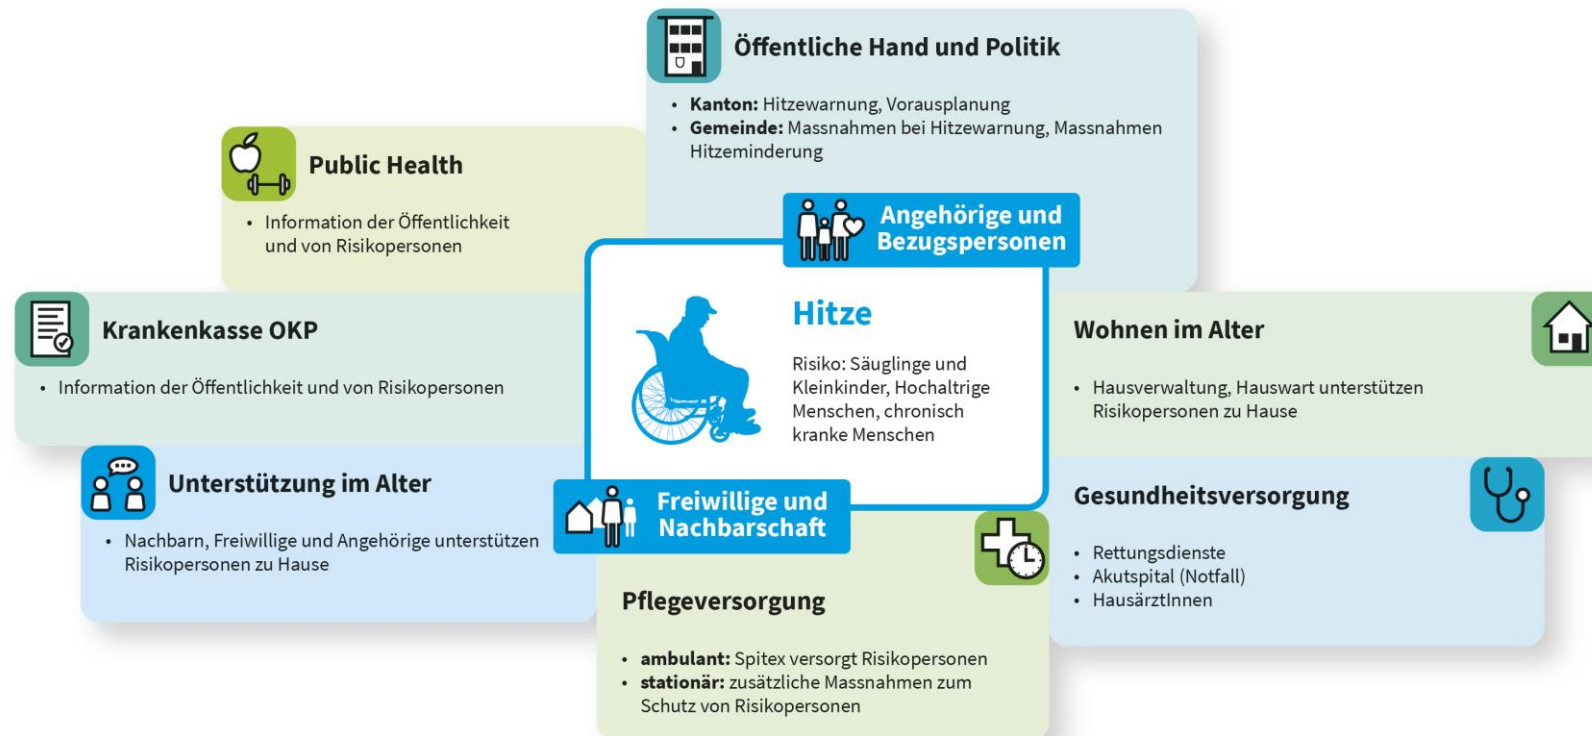 Öffentliche Hand und Politik
• Kanton: Hitzewarnung, Vorausplanung
• Gemeinde: Massnahmen bei Hitzewarnung, Massnahmen
Hitzeminderung
Public Health
• Information der Öffentlichkeit
und von Risikopersonen
Angehörige und
Bezugspersonen
Krankenkasse OKP
• Information der Öffentlichkeit und von Risikopersonen
Hitze
Risiko: Säuglinge und
Kleinkinder, Hochaltrige
Menschen, chronisch
kranke Menschen
Wohnen im Alter
• Hausverwaltung, Hauswart unterstützen
Risikopersonen zu Hause
Unterstützung im Alter
• Nachbarn, Freiwillige und Angehörige unterstützen
Risikopersonen zu Hause
Freiwillige und
Nachbarschaft
Gesundheitsversorgung
• Rettungsdienste
• Akutspital (Notfall)
• HausärztInnen
Pflegeversorgung
• ambulant: Spitex versorgt Risikopersonen
• stationär: zusätzliche Massnahmen zum
Schutz von Risikopersonen